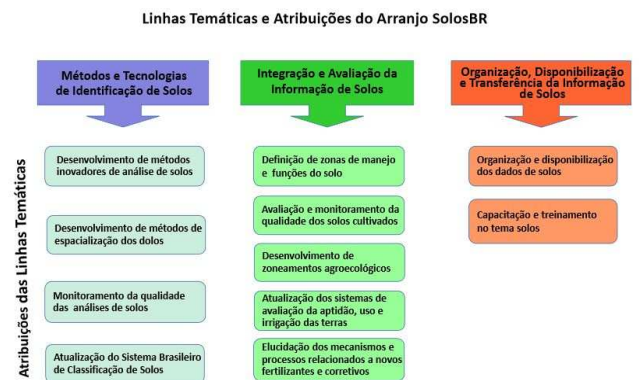 Linhas Temáticas e Atribuições do Arranjo SolosBR
Métodos e Tecnologias
de Identificação de Solos
Integração e Avaliação da
Informação de Solos
Organização, Disponibilização
e Transferência da Informação
de Solos
Atribuições das Linhas Temáticas
Desenvolvimento de métodos
inovadores de análise de solos
Desenvolvimento de métodos de
espacialização dos dolos
Monitoramento da qualidade
das análises de solos
Atualização do Sistema Brasileiro
de Classificação de Solos
Definição de zonas de manejo
e funções do solo
Avaliação e monitoramento da
qualidade dos solos cultivados
Desenvolvimento de
zoneamentos agroecológicos
Atualização dos sistemas de
avaliação da aptidão, uso e
irrigação das terras
Elucidação dos mecanismos e
processos relacionados a novos
fertilizantes e corretivos
Organização e disponibilização
dos dados de solos
Capacitação e treinamento
no tema solos